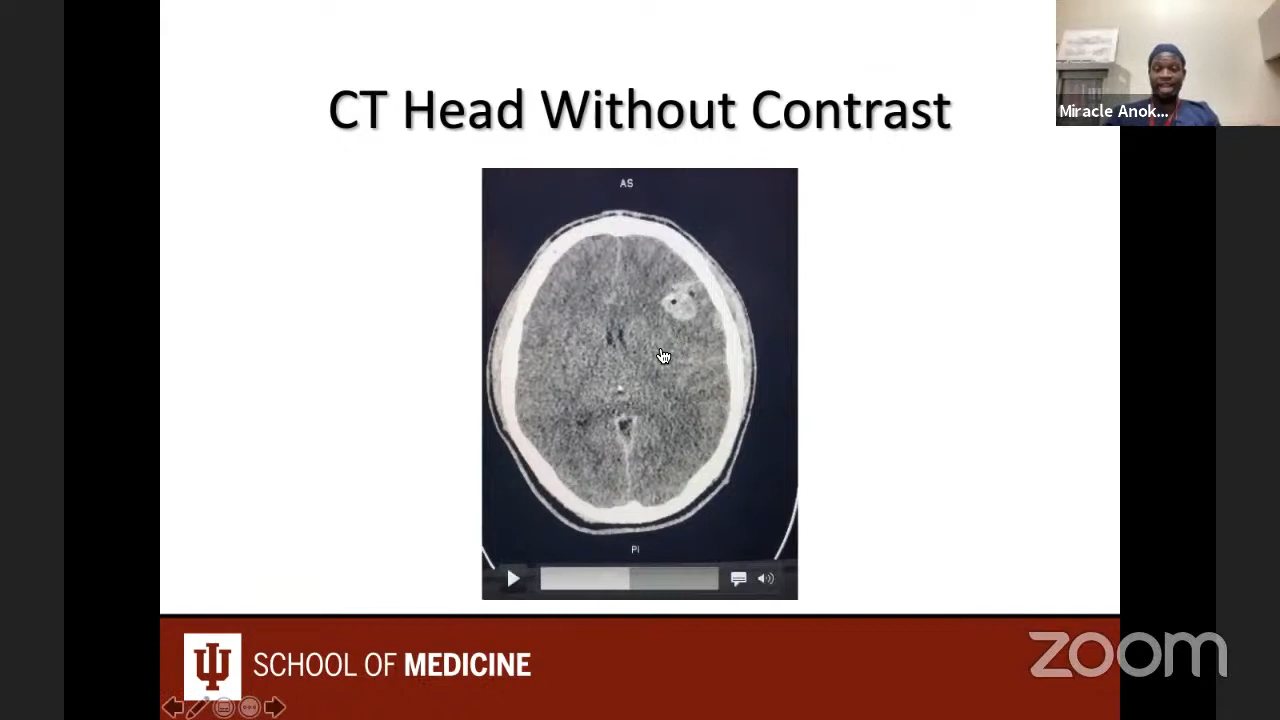 CT Head Without Contrast
Miracle Anok...
AS
Pi
SCHOOL OF MEDICINE
zoom